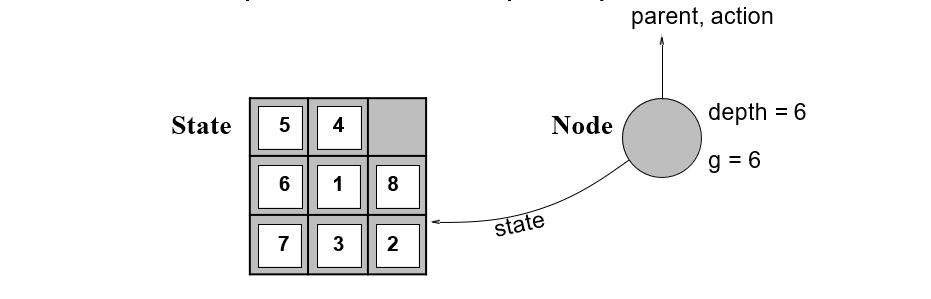 parent, action
State
5 4
Node
depth = 6
g = 6
6 1 8
state
7 3 2